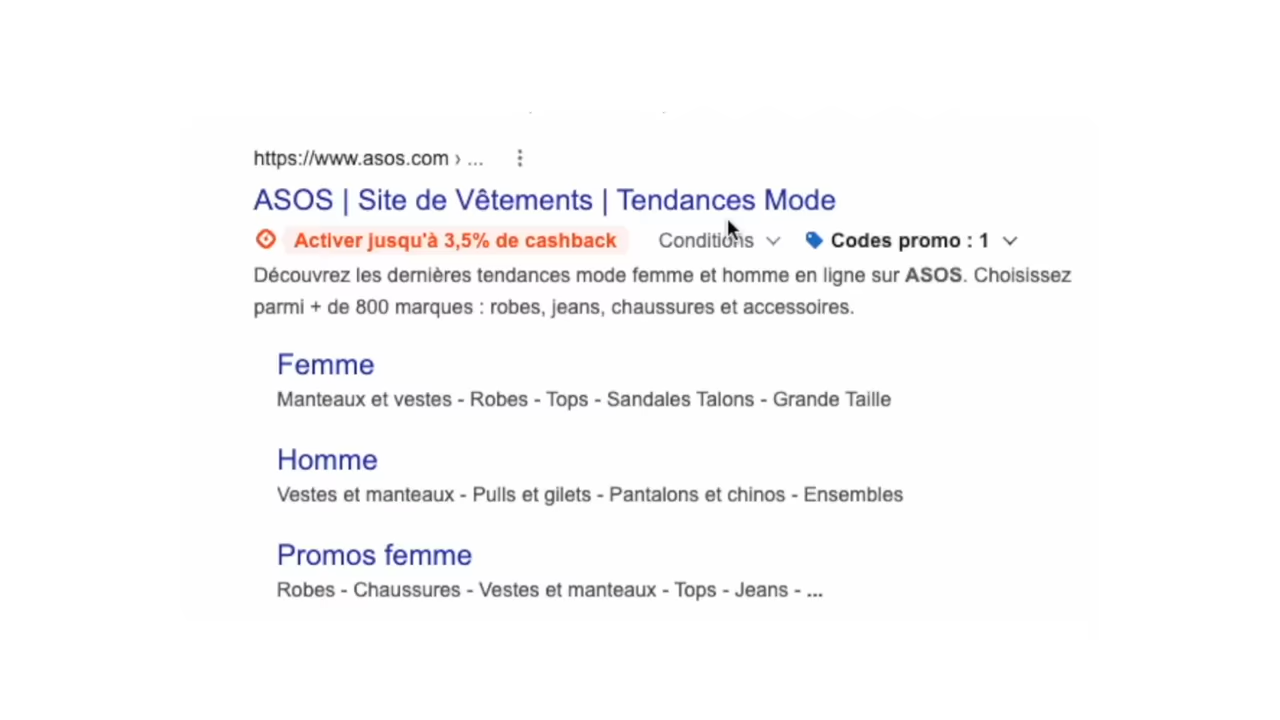 https://www.asos.com › ...
ASOS | Site de Vêtements | Tendances Mode
Activer jusqu'à 3,5% de cashback Conditions Codes promo : 1
Découvrez les dernières tendances mode femme et homme en ligne sur ASOS. Choisissez
parmi + de 800 marques : robes, jeans, chaussures et accessoires.
Femme
Manteaux et vestes - Robes - Tops - Sandales Talons - Grande Taille
Homme
Vestes et manteaux - Pulls et gilets - Pantalons et chinos - Ensembles
Promos femme
Robes - Chaussures - Vestes et manteaux - Tops - Jeans - ...